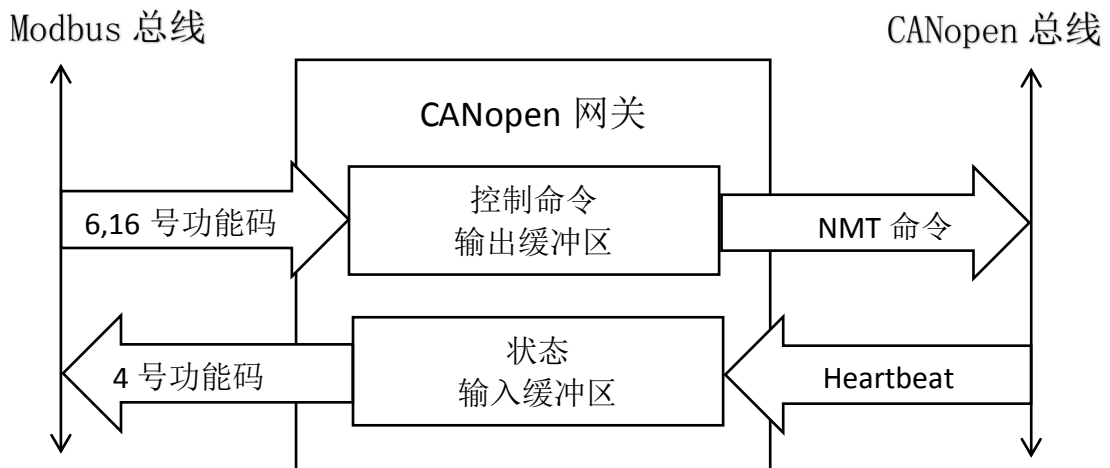 Modbus 总线
CANopen 总线
CANopen 网关
控制命令
输出缓冲区
6,16 号功能码
NMT 命令
状态
输入缓冲区
4 号功能码
Heartbeat